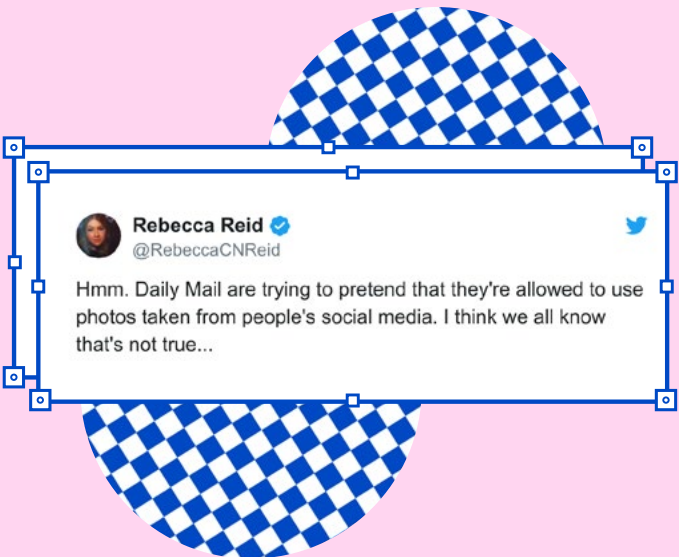 Rebecca Reid
@RebeccaCNReid
Hmm. Daily Mail are trying to pretend that they're allowed to use
photos taken from people's social media. I think we all know
that's not true...